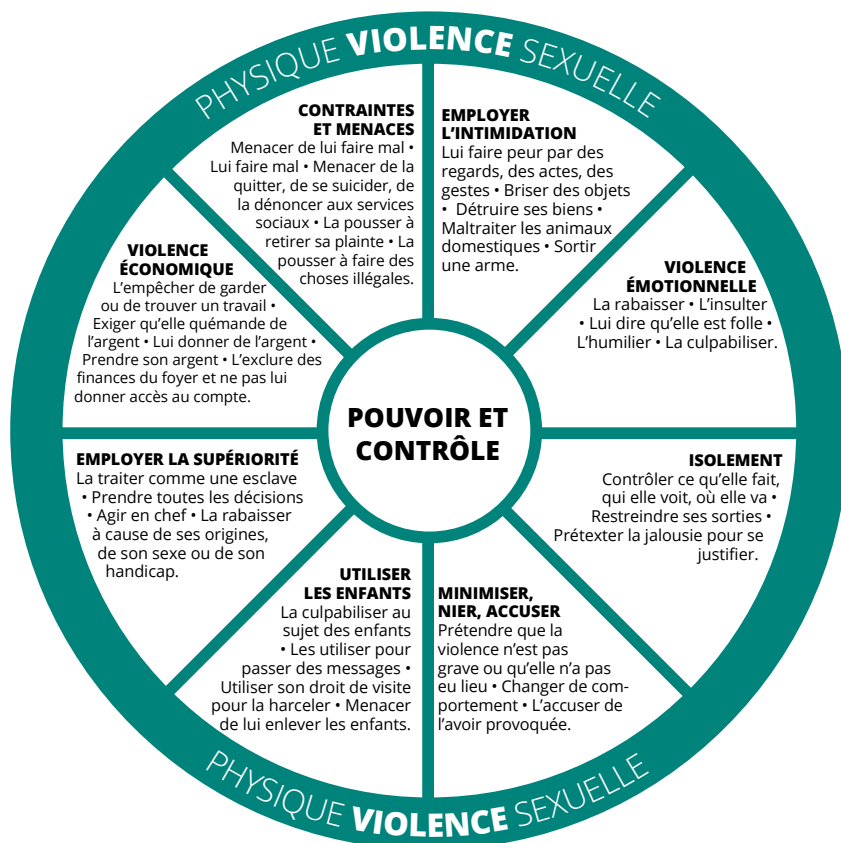 PHYSIQUE VIOLENCE SEXUELLE
CONTRAINTES
ET MENACES
Menacer de lui faire mal •
Lui faire mal • Menacer de la
quitter, de se suicider, de
la dénoncer aux services
sociaux • La pousser à
retirer sa plainte • La
pousser à faire des
choses illégales.
EMPLOYER
L’INTIMIDATION
Lui faire peur par des
regards, des actes, des
gestes • Briser des objets
• Détruire ses biens •
Maltraiter les animaux
domestiques • Sortir
une arme.
VIOLENCE
ÉMOTIONNELLE
La rabaisser • L’insulter
• Lui dire qu’elle est folle •
L’humilier • La culpabiliser.
ISOLEMENT
Contrôler ce qu’elle fait,
qui elle voit, où elle va •
Restreindre ses sorties •
Prétexter la jalousie pour se
justifier.
MINIMISER,
NIER, ACCUSER
Prétendre que la
violence n’est pas
grave ou qu’elle n’a pas
eu lieu • Changer de com-
portement • L’accuser de
l’avoir provoquée.
UTILISER
LES ENFANTS
La culpabiliser au
sujet des enfants
• Les utiliser pour
passer des messages •
Utiliser son droit de visite
pour la harceler • Menacer
de lui enlever les enfants.
EMPLOYER LA SUPÉRIORITÉ
La traiter comme une esclave
• Prendre toutes les décisions
• Agir en chef • La rabaisser
à cause de ses origines,
de son sexe ou de son
handicap.
VIOLENCE
ÉCONOMIQUE
L’empêcher de garder
ou de trouver un travail •
Exiger qu’elle quémande de
l’argent • Lui donner de l’argent •
Prendre son argent • L’exclure des
finances du foyer et ne pas lui
donner accès au compte.
POUVOIR ET
CONTRÔLE
PHYSIQUE VIOLENCE SEXUELLE